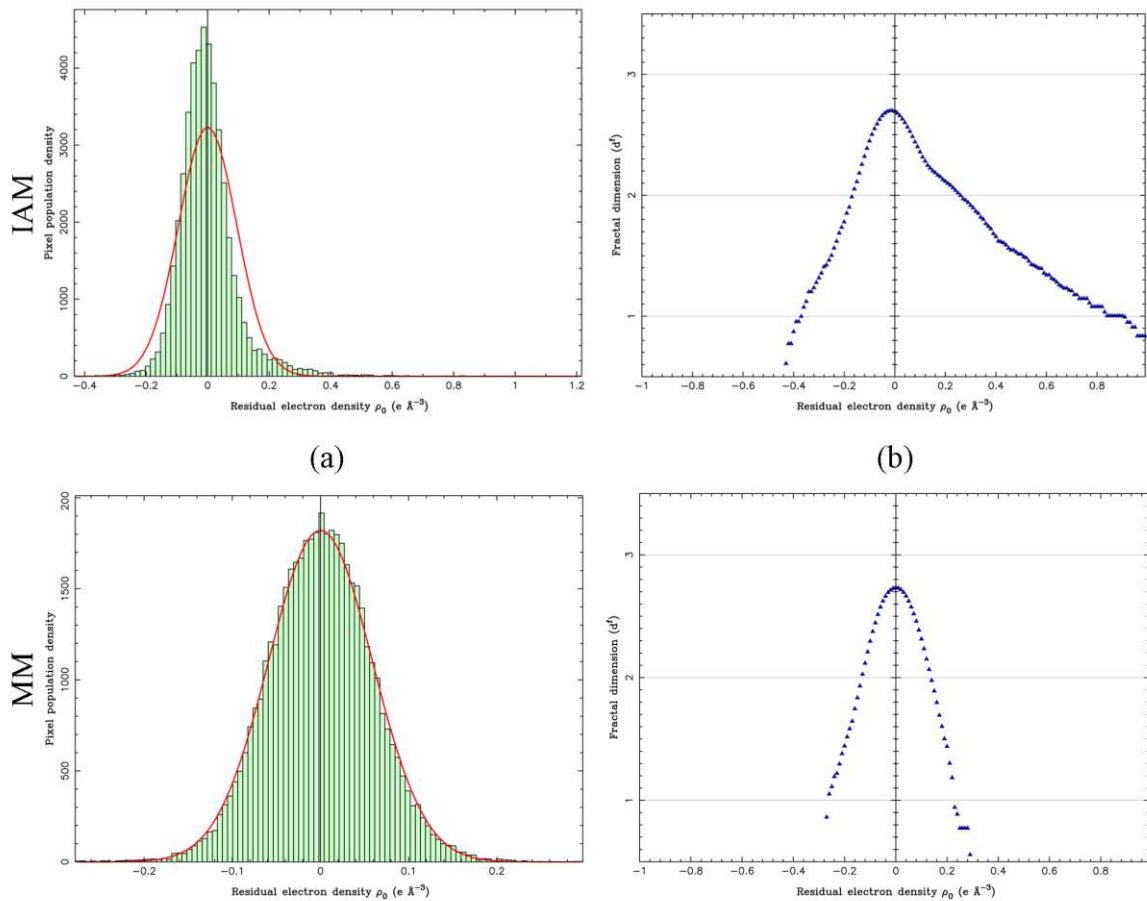 IAM
Pixel population density
0 1000 2000 3000 4000
−0.4 −0.2 0 0.2 0.4 0.6 0.8 1 1.2
Residual electron density ρ₀ (e Å⁻³)
Fractal dimension (dᶠ)
1 2 3
−1 −0.8 −0.6 −0.4 −0.2 0 0.2 0.4 0.6 0.8
Residual electron density ρ₀ (e Å⁻³)
(a) (b)
MM
Pixel population density
0 500 1000 1500 2000
−0.2 −0.1 0 0.1 0.2
Residual electron density ρ₀ (e Å⁻³)
Fractal dimension (dᶠ)
1 2 3
−1 −0.8 −0.6 −0.4 −0.2 0 0.2 0.4 0.6 0.8
Residual electron density ρ₀ (e Å⁻³)